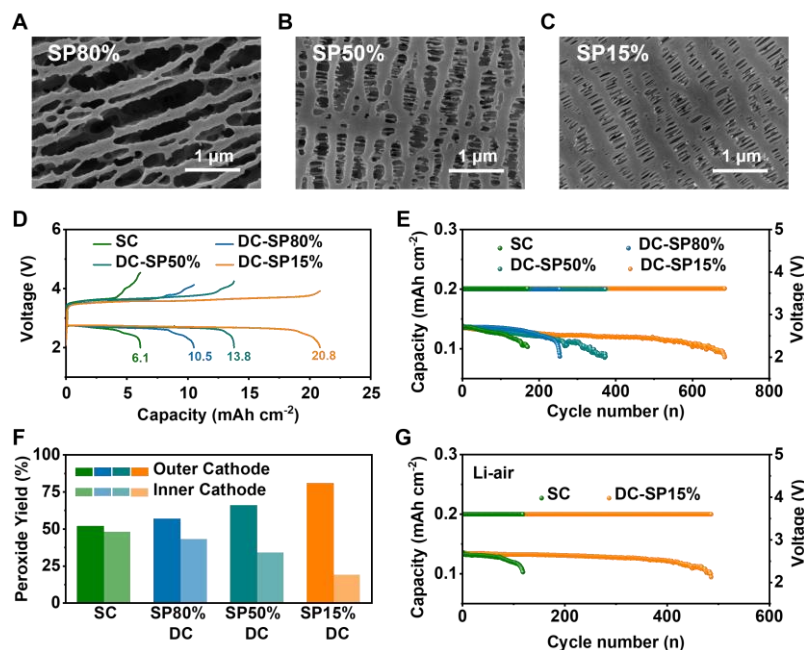 A
SP80%
1 µm
B
SP50%
1 µm
C
SP15%
1 µm
D
6
4
2
Voltage (V)
SC
DC-SP80%
DC-SP50%
DC-SP15%
6.1
10.5
13.8
20.8
0 5 10 15 20 25
Capacity (mAh cm⁻²)
E
0.3
0.2
0.1
Capacity (mAh cm⁻²)
SC
DC-SP80%
DC-SP50%
DC-SP15%
5
4
3
2
Voltage (V)
0 200 400 600 800
Cycle number (n)
F
100
75
50
25
0
Peroxide Yield (%)
Outer Cathode
Inner Cathode
SC SP80% SP50% SP15%
DC DC DC
G
0.3
0.2
0.1
Capacity (mAh cm⁻²)
Li-air
SC
DC-SP15%
5
4
3
2
Voltage (V)
0 200 400 600
Cycle number (n)